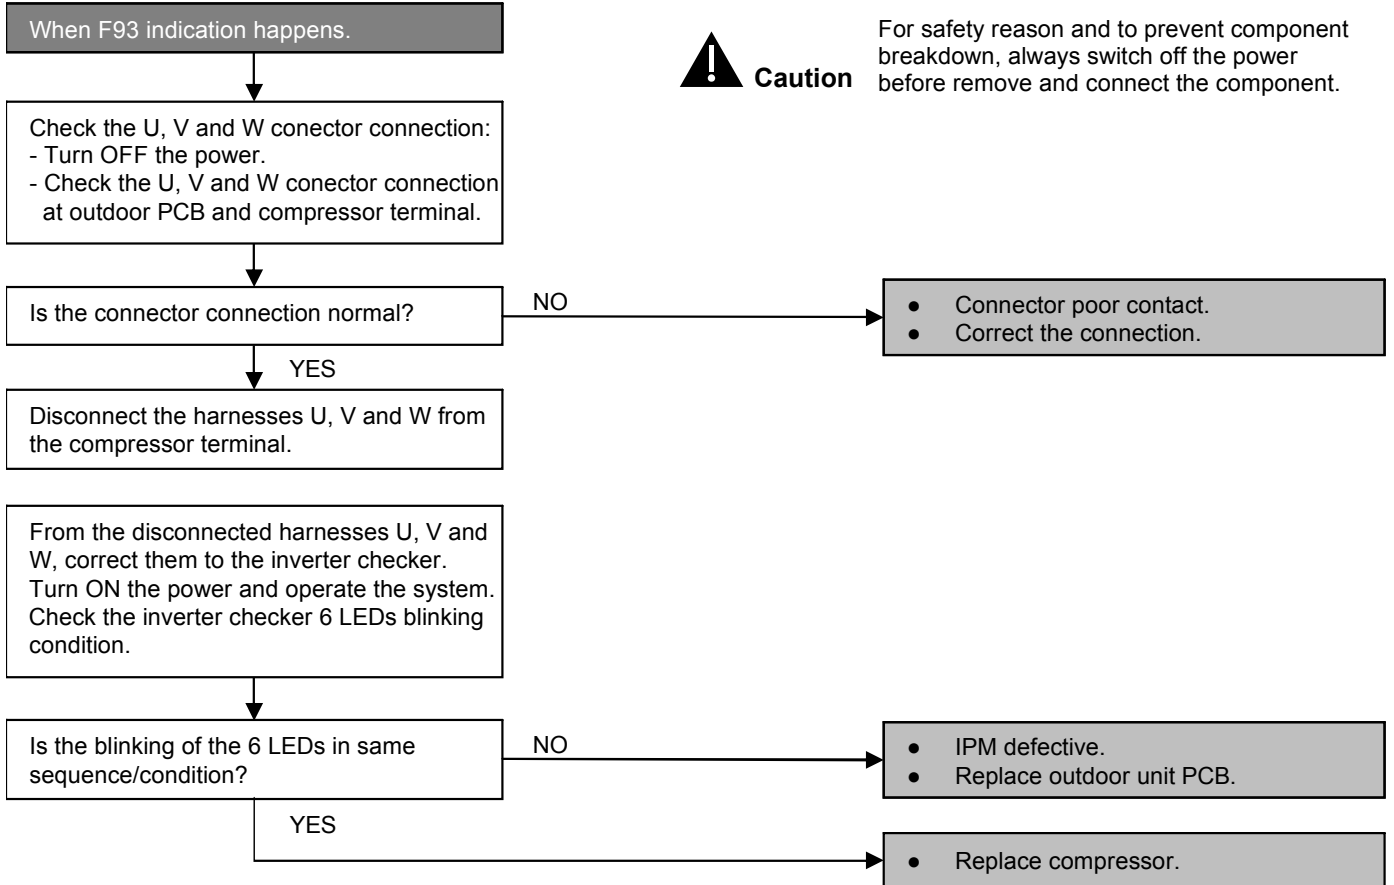 When F93 indication happens.
Caution
For safety reason and to prevent component
breakdown, always switch off the power
before remove and connect the component.
Check the U, V and W conector connection:
- Turn OFF the power.
- Check the U, V and W conector connection
at outdoor PCB and compressor terminal.
Is the connector connection normal?
NO
● Connector poor contact.
● Correct the connection.
YES
Disconnect the harnesses U, V and W from
the compressor terminal.
From the disconnected harnesses U, V and
W, correct them to the inverter checker.
Turn ON the power and operate the system.
Check the inverter checker 6 LEDs blinking
condition.
Is the blinking of the 6 LEDs in same
sequence/condition?
NO
● IPM defective.
● Replace outdoor unit PCB.
YES
● Replace compressor.